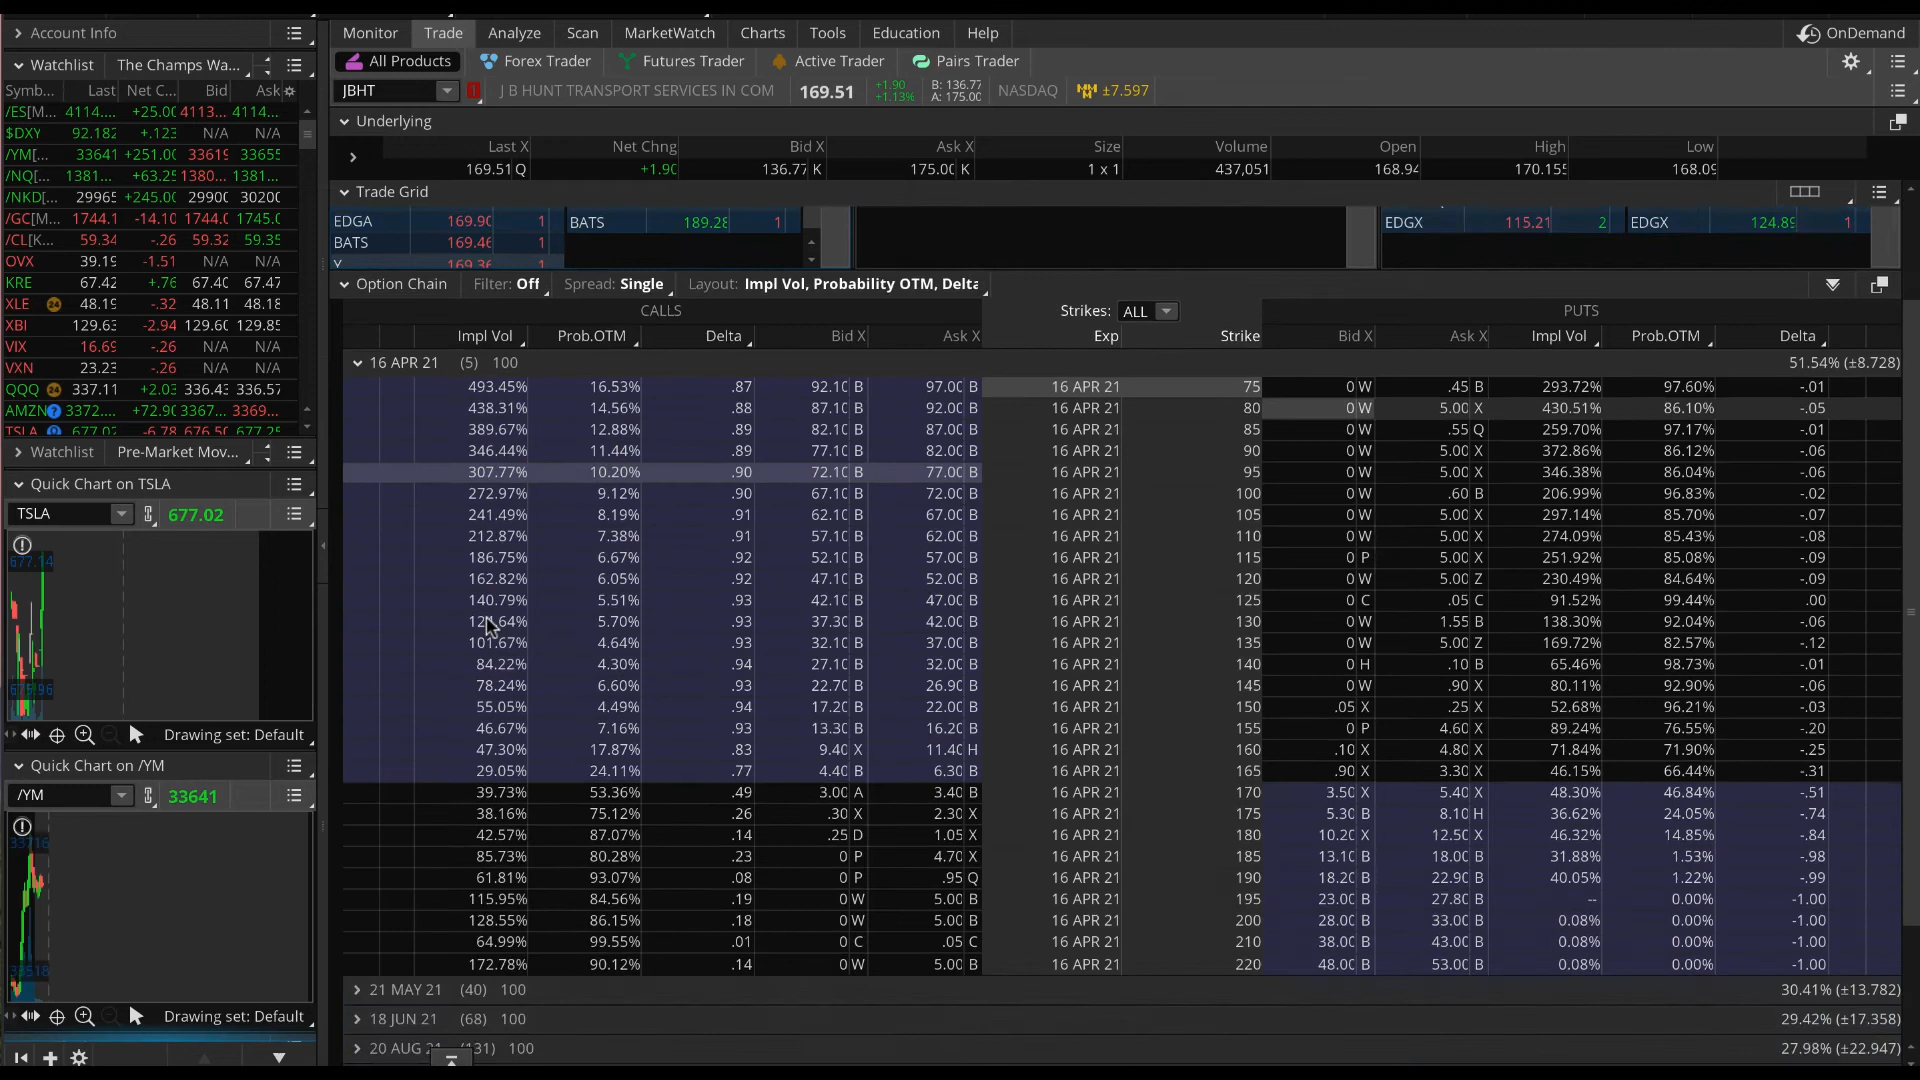 Account Info
Watchlist The Champs Wa...
Symb... Last Net C... Bid Ask
/ES[M... 4114.... +25.00 4113... 4114...
$DXY 92.182 +.123 N/A N/A
/YM[... 33641 +251.00 33619 33655
/NQ[... 1381... +63.25 1380... 1381...
/NKD[... 29965 +245.00 29900 30200
/GC[M... 1744.1 -14.10 1744.0 1745.0
/CL[K... 59.34 -.26 59.32 59.35
OVX 39.19 -1.51 N/A N/A
KRE 67.42 +.76 67.40 67.47
XLE 24 48.19 -.32 48.11 48.18
XBI 129.63 -2.94 129.60 129.85
VIX 16.69 -.26 N/A N/A
VXN 23.23 -.26 N/A N/A
QQQ 24 337.11 +2.03 336.43 336.57
AMZN 3372.... +72.90 3367... 3369...
TSLA 677.02 -6.78 676.50 677.25
Watchlist Pre-Market Mov...
Quick Chart on TSLA
TSLA 677.02
677.14
675.96
Drawing set: Default
Quick Chart on /YM
/YM 33641
33716
33518
Drawing set: Default
Monitor Trade Analyze Scan MarketWatch Charts Tools Education Help OnDemand
All Products Forex Trader Futures Trader Active Trader Pairs Trader
JBHT 1 J B HUNT TRANSPORT SERVICES IN COM 169.51 +1.90 +1.13% B: 136.77 A: 175.00 NASDAQ ±7.597
Underlying
Last X Net Chng Bid X Ask X Size Volume Open High Low
169.51 Q +1.90 136.77 K 175.00 K 1 x 1 437,051 168.94 170.155 168.09
Trade Grid
EDGA 169.90 1 BATS 189.28 1 EDGX 115.21 2 EDGX 124.89 1
BATS 169.46 1
Y 169.36 1
Option Chain Filter: Off Spread: Single Layout: Impl Vol, Probability OTM, Delta
CALLS Strikes: ALL PUTS
Impl Vol Prob.OTM Delta Bid X Ask X Exp Strike Bid X Ask X Impl Vol Prob.OTM Delta
16 APR 21 (5) 100 51.54% (±8.728)
493.45% 16.53% .87 92.10 B 97.00 B 16 APR 21 75 0 W .45 B 293.72% 97.60% -.01
438.31% 14.56% .88 87.10 B 92.00 B 16 APR 21 80 0 W 5.00 X 430.51% 86.10% -.05
389.67% 12.88% .89 82.10 B 87.00 B 16 APR 21 85 0 W .55 Q 259.70% 97.17% -.01
346.44% 11.44% .89 77.10 B 82.00 B 16 APR 21 90 0 W 5.00 X 372.86% 86.12% -.06
307.77% 10.20% .90 72.10 B 77.00 B 16 APR 21 95 0 W 5.00 X 346.38% 86.04% -.06
272.97% 9.12% .90 67.10 B 72.00 B 16 APR 21 100 0 W .60 B 206.99% 96.83% -.02
241.49% 8.19% .91 62.10 B 67.00 B 16 APR 21 105 0 W 5.00 X 297.14% 85.70% -.07
212.87% 7.38% .91 57.10 B 62.00 B 16 APR 21 110 0 W 5.00 X 274.09% 85.43% -.08
186.75% 6.67% .92 52.10 B 57.00 B 16 APR 21 115 0 P 5.00 X 251.92% 85.08% -.09
162.82% 6.05% .92 47.10 B 52.00 B 16 APR 21 120 0 W 5.00 Z 230.49% 84.64% -.09
140.79% 5.51% .93 42.10 B 47.00 B 16 APR 21 125 0 C .05 C 91.52% 99.44% .00
5.70% .93 37.30 B 42.00 B 16 APR 21 130 0 W 1.55 B 138.30% 92.04% -.06
101.67% 4.64% .93 32.10 B 37.00 B 16 APR 21 135 0 W 5.00 Z 169.72% 82.57% -.12
84.22% 4.30% .94 27.10 B 32.00 B 16 APR 21 140 0 H .10 B 65.46% 98.73% -.01
78.24% 6.60% .93 22.70 B 26.90 B 16 APR 21 145 0 W .90 X 80.11% 92.90% -.06
55.05% 4.49% .94 17.20 B 22.00 B 16 APR 21 150 .05 X .25 X 52.68% 96.21% -.03
46.67% 7.16% .93 13.30 B 16.20 B 16 APR 21 155 0 P 4.60 X 89.24% 76.55% -.20
47.30% 17.87% .83 9.40 X 11.40 H 16 APR 21 160 .10 X 4.80 X 71.84% 71.90% -.25
29.05% 24.11% .77 4.40 B 6.30 B 16 APR 21 165 .90 X 3.30 X 46.15% 66.44% -.31
39.73% 53.36% .49 3.00 A 3.40 B 16 APR 21 170 3.50 X 5.40 X 48.30% 46.84% -.51
38.16% 75.12% .26 .30 X 2.30 X 16 APR 21 175 5.30 B 8.10 H 36.62% 24.05% -.74
42.57% 87.07% .14 .25 D 1.05 X 16 APR 21 180 10.20 X 12.50 X 46.32% 14.85% -.84
85.73% 80.28% .23 0 P 4.70 X 16 APR 21 185 13.10 B 18.00 B 31.88% 1.53% -.98
61.81% 93.07% .08 0 P .95 Q 16 APR 21 190 18.20 B 22.90 B 40.05% 1.22% -.99
115.95% 84.56% .19 0 W 5.00 B 16 APR 21 195 23.00 B 27.80 B -- 0.00% -1.00
128.55% 86.15% .18 0 W 5.00 B 16 APR 21 200 28.00 B 33.00 B 0.08% 0.00% -1.00
64.99% 99.55% .01 0 C .05 C 16 APR 21 210 38.00 B 43.00 B 0.08% 0.00% -1.00
172.78% 90.12% .14 0 W 5.00 B 16 APR 21 220 48.00 B 53.00 B 0.08% 0.00% -1.00
21 MAY 21 (40) 100 30.41% (±13.782)
18 JUN 21 (68) 100 29.42% (±17.358)
20 AUG 21 (131) 100 27.98% (±22.947)